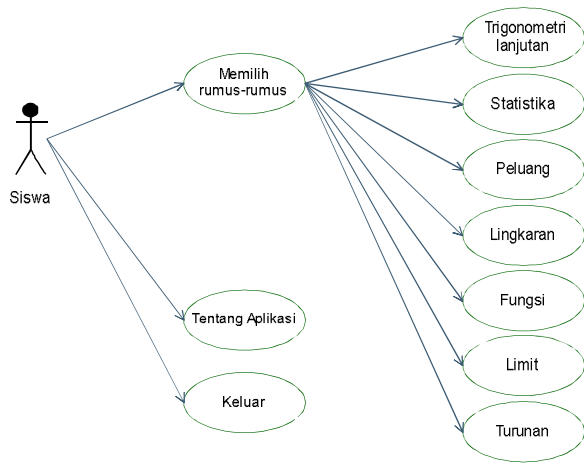 Siswa
Memilih
rumus-rumus
Tentang Aplikasi
Keluar
Trigonometri
lanjutan
Statistika
Peluang
Lingkaran
Fungsi
Limit
Turunan